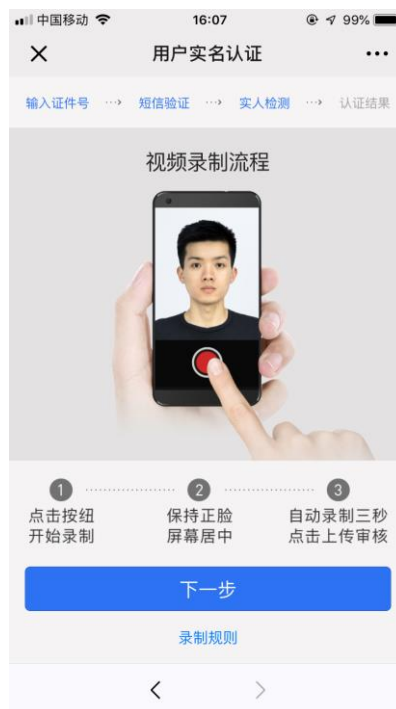 中国移动 16:07 99%
用户实名认证
输入证件号 短信验证 实人检测 认证结果
视频录制流程
1 2 3
点击按纽 保持正脸 自动录制三秒
开始录制 屏幕居中 点击上传审核
下一步
录制规则